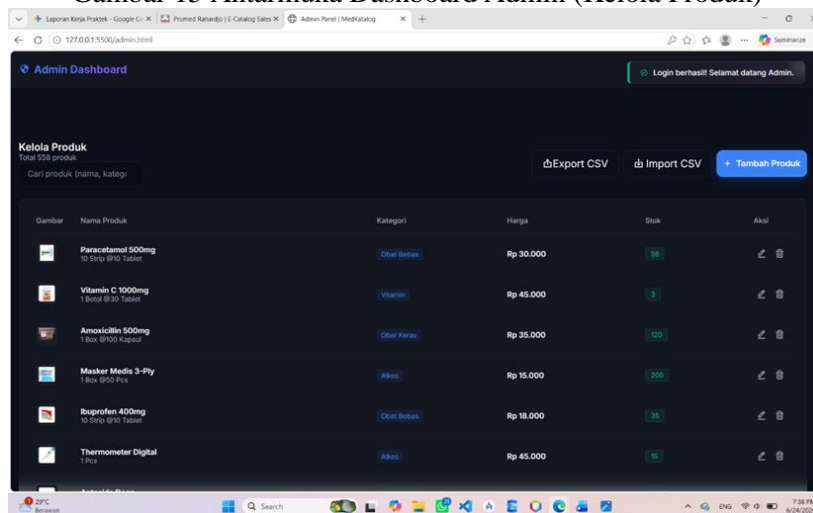 Gambar 15 Antarmuka Dashboard Admin (Kelola Produk)
Laporan Kerja Praktek - Google Ge
Promed Rahardjo | E-Catalog Sales
Admin Panel | MedKatalog
127.0.0.1:5500/admin.html
Summarize
Admin Dashboard
Login berhasil! Selamat datang Admin.
Kelola Produk
Total 558 produk
Cari produk (nama, katego
Export CSV
Import CSV
+ Tambah Produk
Gambar Nama Produk Kategori Harga Stok Aksi
Paracetamol 500mg Obat Bebas Rp 30.000 56
10 Strip @10 Tablet
Vitamin C 1000mg Vitamin Rp 45.000 3
1 Botol @30 Tablet
Amoxicillin 500mg Obat Keras Rp 35.000 120
1 Box @100 Kapsul
Masker Medis 3-Ply Alkes Rp 15.000 200
1 Box @50 Pcs
Ibuprofen 400mg Obat Bebas Rp 18.000 35
10 Strip @10 Tablet
Thermometer Digital Alkes Rp 45.000 15
1 Pcs
29°C
Berawan
Search
ENG
7:38 PM